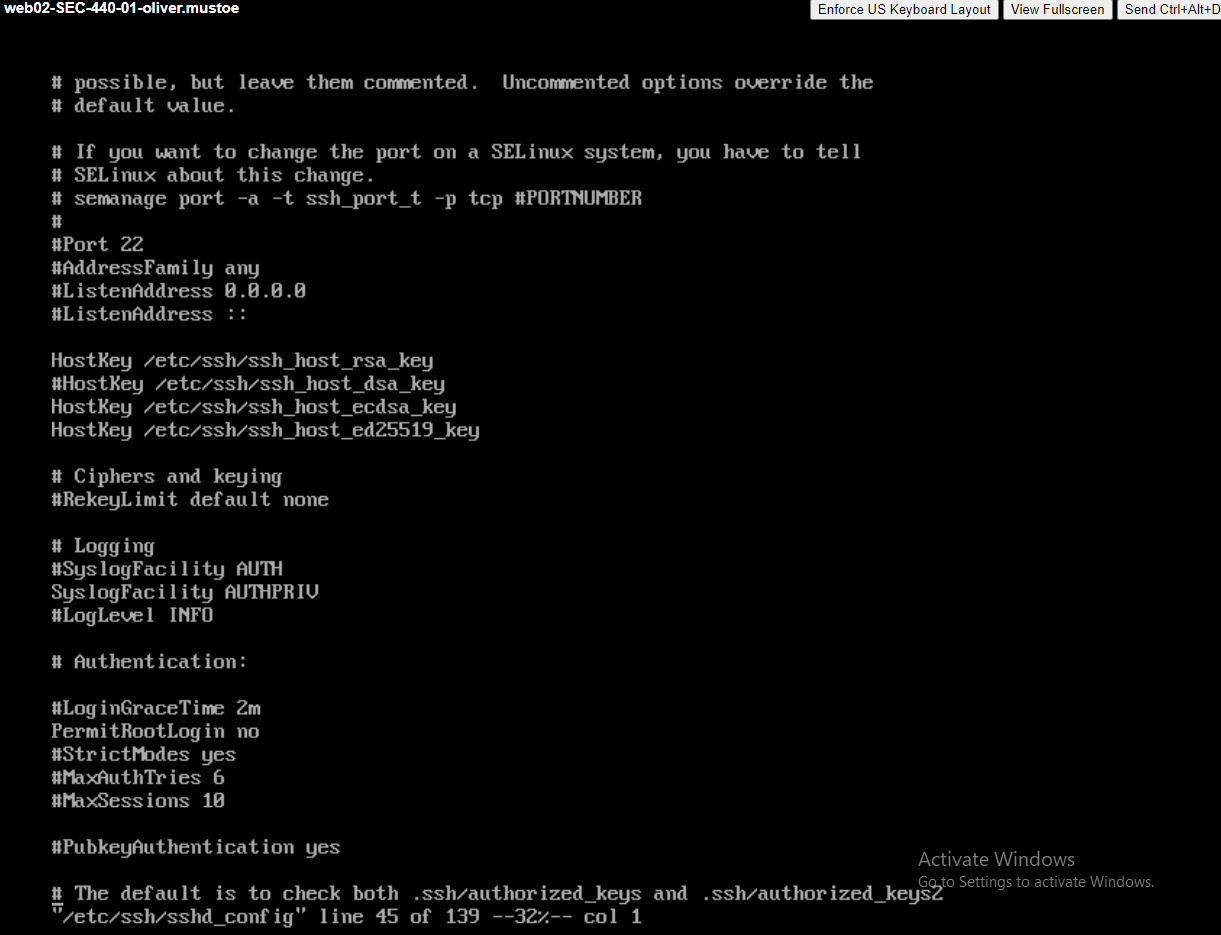 web02-SEC-440-01-oliver.mustoe
Enforce US Keyboard Layout View Fullscreen Send Ctrl+Alt+D
# possible, but leave them commented.  Uncommented options override the
# default value.
# If you want to change the port on a SELinux system, you have to tell
# SELinux about this change.
# semanage port -a -t ssh_port_t -p tcp #PORTNUMBER
#
#Port 22
#AddressFamily any
#ListenAddress 0.0.0.0
#ListenAddress ::
HostKey /etc/ssh/ssh_host_rsa_key
#HostKey /etc/ssh/ssh_host_dsa_key
HostKey /etc/ssh/ssh_host_ecdsa_key
HostKey /etc/ssh/ssh_host_ed25519_key
# Ciphers and keying
#RekeyLimit default none
# Logging
#SyslogFacility AUTH
SyslogFacility AUTHPRIV
#LogLevel INFO
# Authentication:
#LoginGraceTime 2m
PermitRootLogin no
#StrictModes yes
#MaxAuthTries 6
#MaxSessions 10
#PubkeyAuthentication yes
# The default is to check both .ssh/authorized_keys and .ssh/authorized_keys2
"/etc/ssh/sshd_config" line 45 of 139 --32%-- col 1
Activate Windows
Go to Settings to activate Windows.